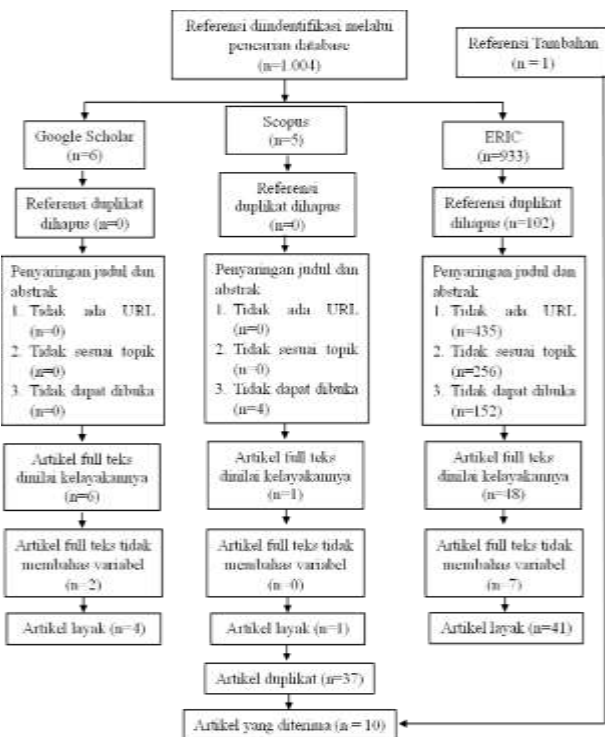 Referensi diindentifikasi melalui
pencarian database
(n=1.004)
Referensi Tambahan
(n = 1)
Google Scholar
(n=6)
Scopus
(n=5)
ERIC
(n=933)
Referensi duplikat
dihapus (n=0)
Referensi
duplikat dihapus
(n=0)
Referensi duplikat
dihapus (n=102)
Penyaringan judul dan
abstrak
1. Tidak ada URL
(n=0)
2. Tidak sesuai topik
(n=0)
3. Tidak dapat dibuka
(n=0)
Penyaringan judul dan
abstrak
1. Tidak ada URL
(n=0)
2. Tidak sesuai topik
(n=0)
3. Tidak dapat dibuka
(n=4)
Penyaringan judul dan
abstrak
1. Tidak ada URL
(n=435)
2. Tidak sesuai topik
(n=256)
3. Tidak dapat dibuka
(n=152)
Artikel full teks
dinilai kelayakannya
(n=6)
Artikel full teks
dinilai kelayakannya
(n=1)
Artikel full teks
dinilai kelayakannya
(n=48)
Artikel full teks tidak
membahas variabel
(n=2)
Artikel full teks tidak
membahas variabel
(n=0)
Artikel full teks tidak
membahas variabel
(n=7)
Artikel layak (n=4)
Artikel layak (n=1)
Artikel layak (n=41)
Artikel duplikat (n=37)
Artikel yang diterima (n = 10)